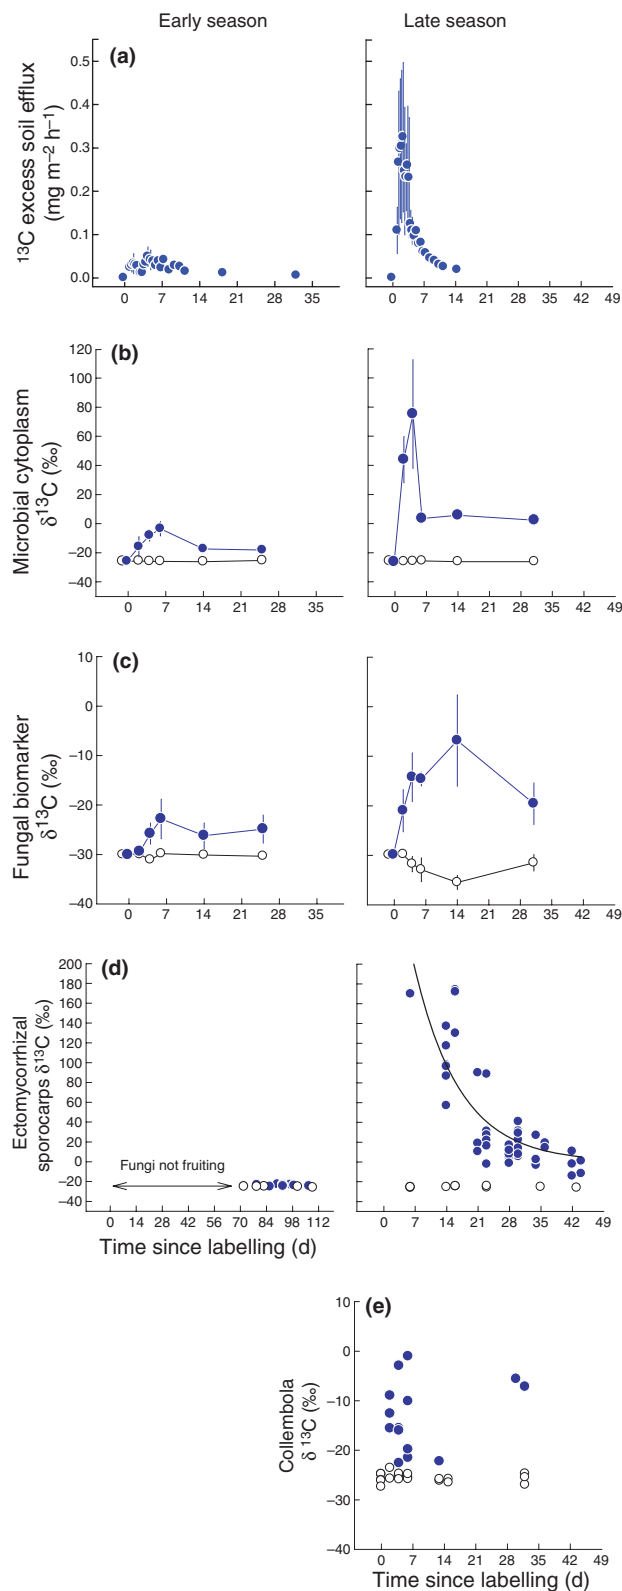 Early season
Late season
(a)
¹³C excess soil efflux
(mg m⁻² h⁻¹)
0.5
0.4
0.3
0.2
0.1
0.0
0 7 14 21 28 35
0 7 14 21 28 35 42 49
(b)
Microbial cytoplasm
δ¹³C (‰)
120
100
80
60
40
20
0
−20
−40
0 7 14 21 28 35
0 7 14 21 28 35 42 49
(c)
Fungal biomarker
δ¹³C (‰)
10
0
−10
−20
−30
−40
0 7 14 21 28 35
0 7 14 21 28 35 42 49
(d)
Ectomycorrhizal
sporocarps δ¹³C (‰)
200
180
160
140
120
100
80
60
40
20
0
−20
−40
Fungi not fruiting
0 14 28 42 56 70 84 98 112
Time since labelling (d)
0 7 14 21 28 35 42 49
(e)
Collembola
δ ¹³C (‰)
10
0
−10
−20
−30
−40
0 7 14 21 28 35 42 49
Time since labelling (d)